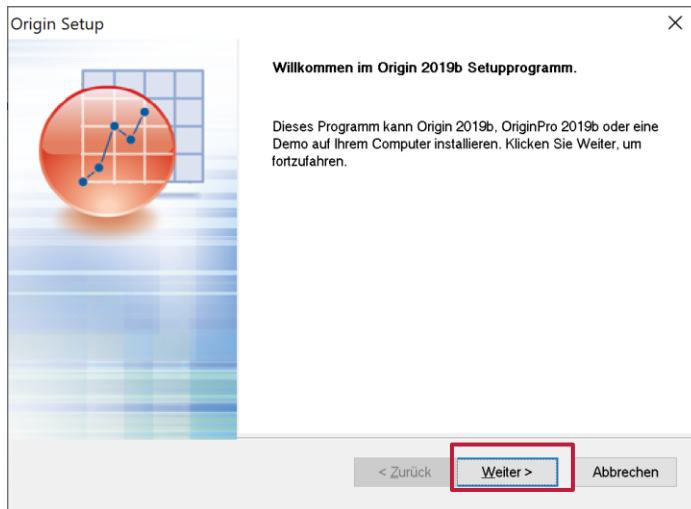 Origin Setup
Willkommen im Origin 2019b Setupprogramm.
Dieses Programm kann Origin 2019b, OriginPro 2019b oder eine
Demo auf Ihrem Computer installieren. Klicken Sie Weiter, um
fortzufahren.
< Zurück Weiter > Abbrechen